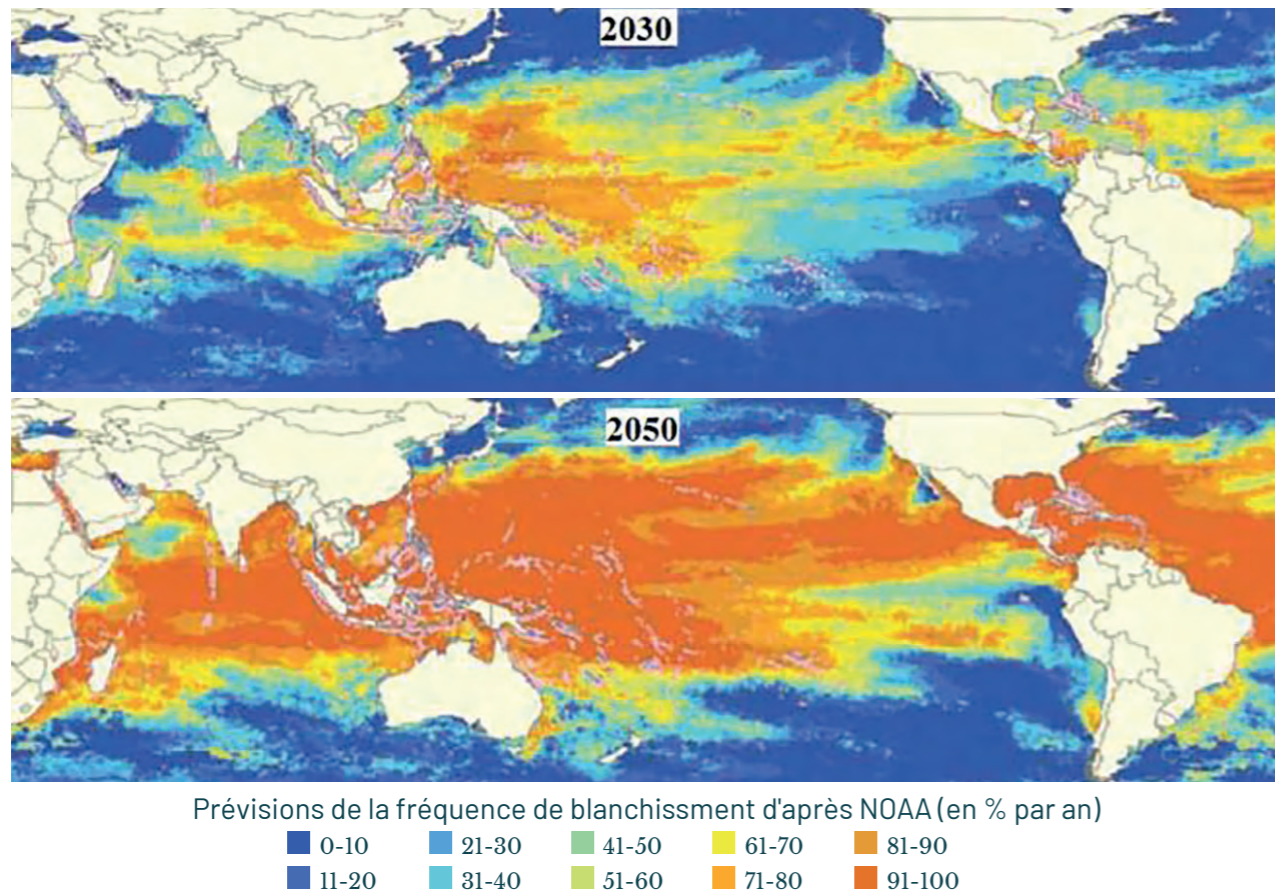 2030
2050
Prévisions de la fréquence de blanchissment d'après NOAA (en % par an)
0-10 21-30 41-50 61-70 81-90
11-20 31-40 51-60 71-80 91-100